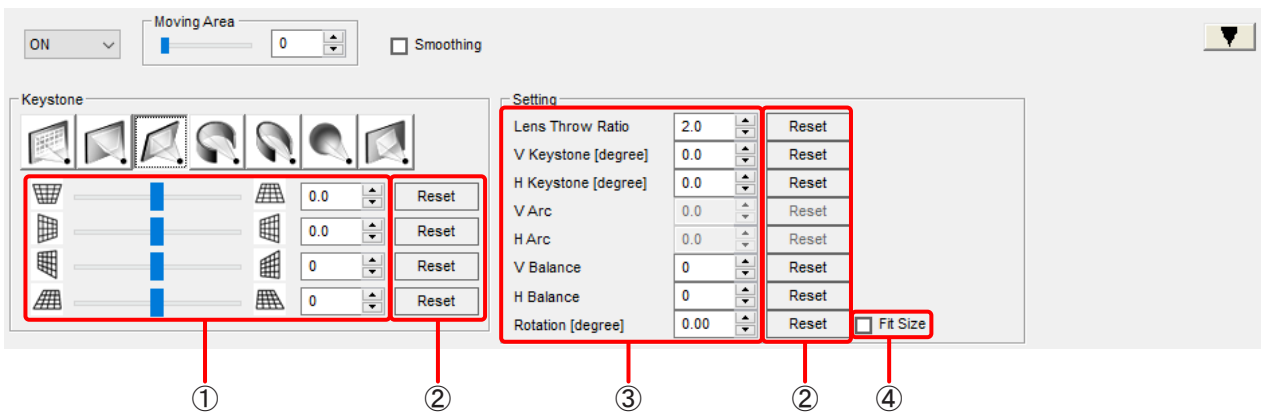 Moving Area
ON 0 Smoothing
Keystone
0.0 Reset
0.0 Reset
0 Reset
0 Reset
Setting
Lens Throw Ratio 2.0 Reset
V Keystone [degree] 0.0 Reset
H Keystone [degree] 0.0 Reset
V Arc 0.0 Reset
H Arc 0.0 Reset
V Balance 0 Reset
H Balance 0 Reset
Rotation [degree] 0.00 Reset Fit Size
① ② ③ ② ④